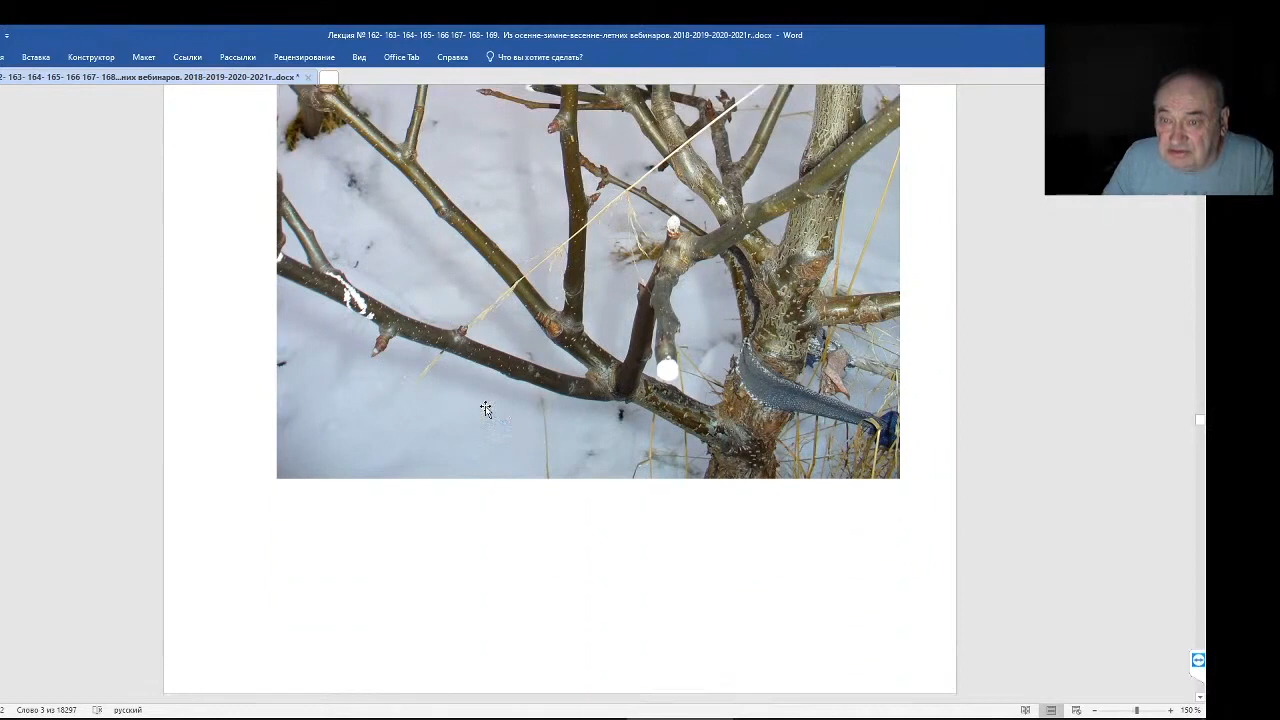 Лекция № 162- 163- 164- 165- 166 167- 168- 169. Из осенне-зимне-весенне-летних вебинаров. 2018-2019-2020-2021г..docx - Word
Вставка Конструктор Макет Ссылки Рассылки Рецензирование Вид Office Tab Справка Что вы хотите сделать?
2- 163- 164- 165- 166 167- 168...них вебинаров. 2018-2019-2020-2021г..docx *
2 Слово 3 из 18297 русский 150 %